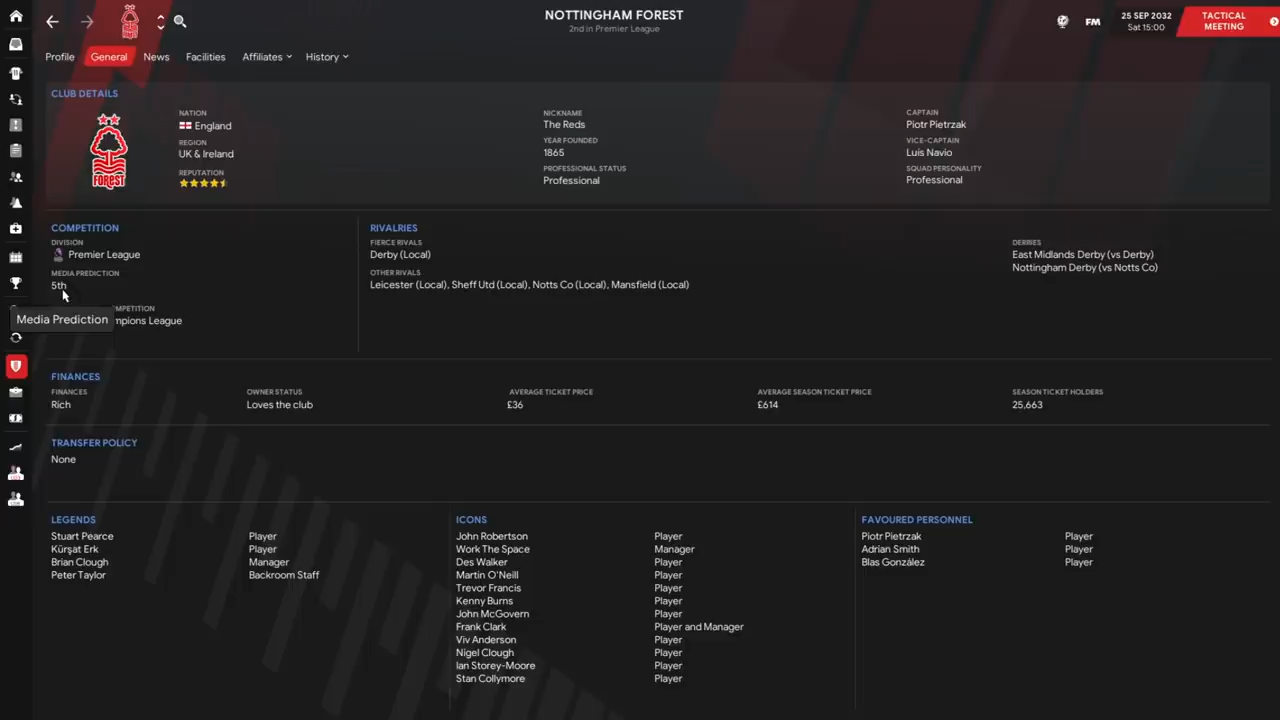 NOTTINGHAM FOREST
2nd in Premier League
FM
25 SEP 2032
Sat 15:00
TACTICAL
MEETING
Profile General News Facilities Affiliates History
CLUB DETAILS
FOREST
NATION
England
REGION
UK & Ireland
REPUTATION
NICKNAME
The Reds
YEAR FOUNDED
1865
PROFESSIONAL STATUS
Professional
CAPTAIN
Piotr Pietrzak
VICE-CAPTAIN
Luís Navio
SQUAD PERSONALITY
Professional
COMPETITION
DIVISION
Premier League
MEDIA PREDICTION
5th
Media Prediction
MPETITION
mpions League
RIVALRIES
FIERCE RIVALS
Derby (Local)
OTHER RIVALS
Leicester (Local), Sheff Utd (Local), Notts Co (Local), Mansfield (Local)
DERBIES
East Midlands Derby (vs Derby)
Nottingham Derby (vs Notts Co)
FINANCES
FINANCES
Rich
OWNER STATUS
Loves the club
AVERAGE TICKET PRICE
£36
AVERAGE SEASON TICKET PRICE
£614
SEASON TICKET HOLDERS
25,663
TRANSFER POLICY
None
LEGENDS
Stuart Pearce Player
Kürşat Erk Player
Brian Clough Manager
Peter Taylor Backroom Staff
ICONS
John Robertson Player
Work The Space Manager
Des Walker Player
Martin O'Neill Player
Trevor Francis Player
Kenny Burns Player
John McGovern Player
Frank Clark Player and Manager
Viv Anderson Player
Nigel Clough Player
Ian Storey-Moore Player
Stan Collymore Player
FAVOURED PERSONNEL
Piotr Pietrzak Player
Adrian Smith Player
Blas González Player